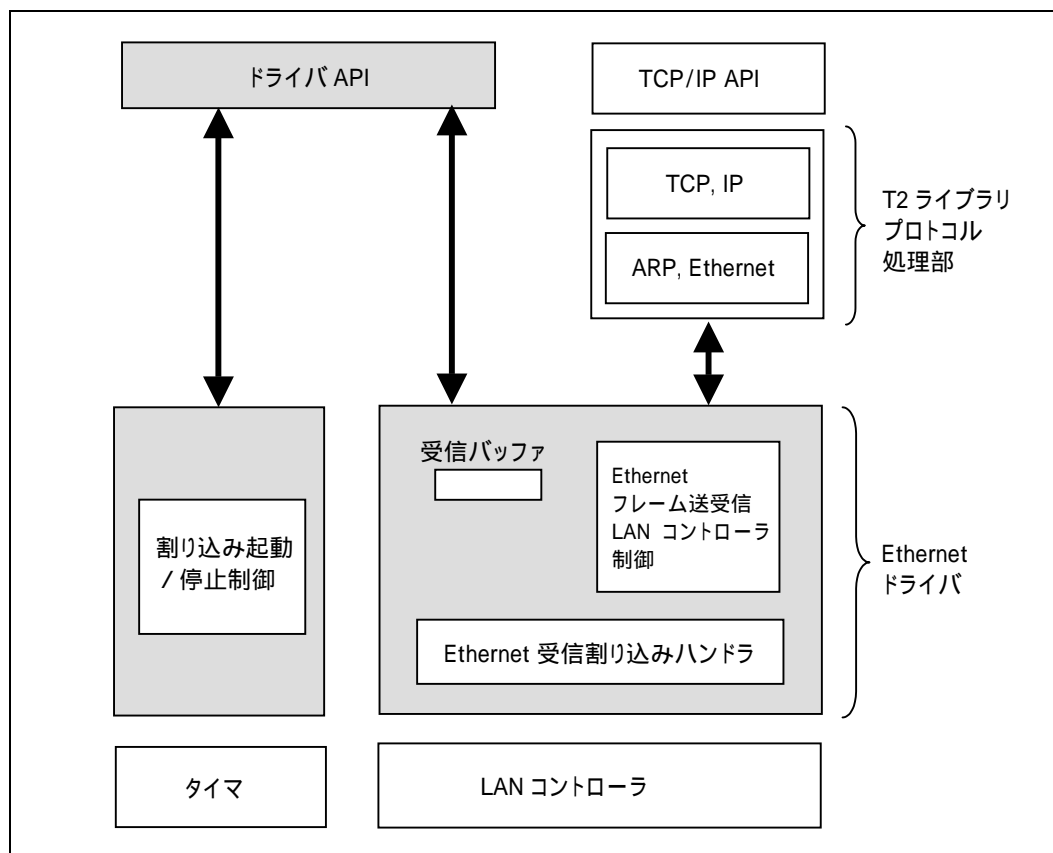 ドライバ API
TCP/IP API
TCP, IP
ARP, Ethernet
T2 ライブラリ
プロトコル
処理部
受信バッファ
Ethernet
フレーム送受信
LAN コントローラ
制御
割り込み起動
/ 停止制御
Ethernet 受信割り込みハンドラ
Ethernet
ドライバ
タイマ
LAN コントローラ